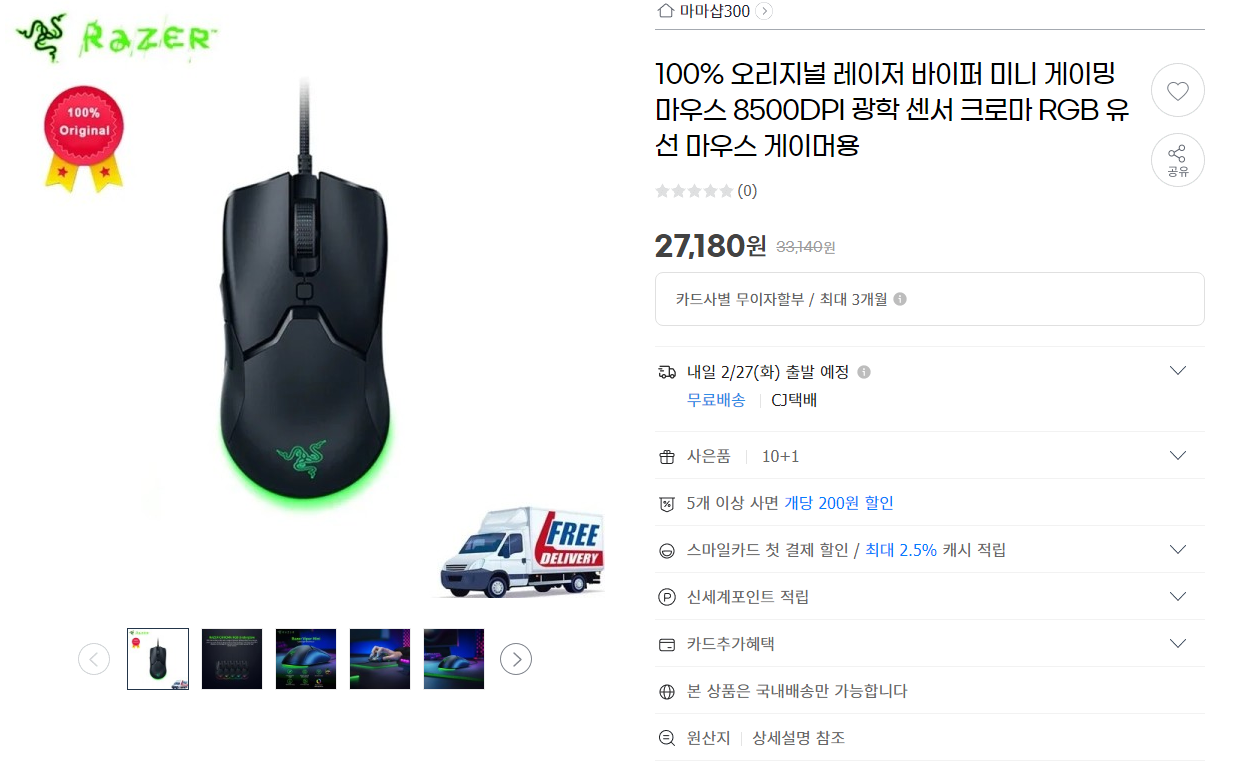 RAZER
100%
Original
FREE
DELIVERY
마마샵300
100% 오리지널 레이저 바이퍼 미니 게이밍
마우스 8500DPI 광학 센서 크로마 RGB 유
선 마우스 게이머용
공유
(0)
27,180원 33,140원
카드사별 무이자할부 / 최대 3개월
내일 2/27(화) 출발 예정
무료배송 CJ택배
사은품 10+1
5개 이상 사면 개당 200원 할인
스마일카드 첫 결제 할인 / 최대 2.5% 캐시 적립
신세계포인트 적립
카드추가혜택
본 상품은 국내배송만 가능합니다
원산지 상세설명 참조